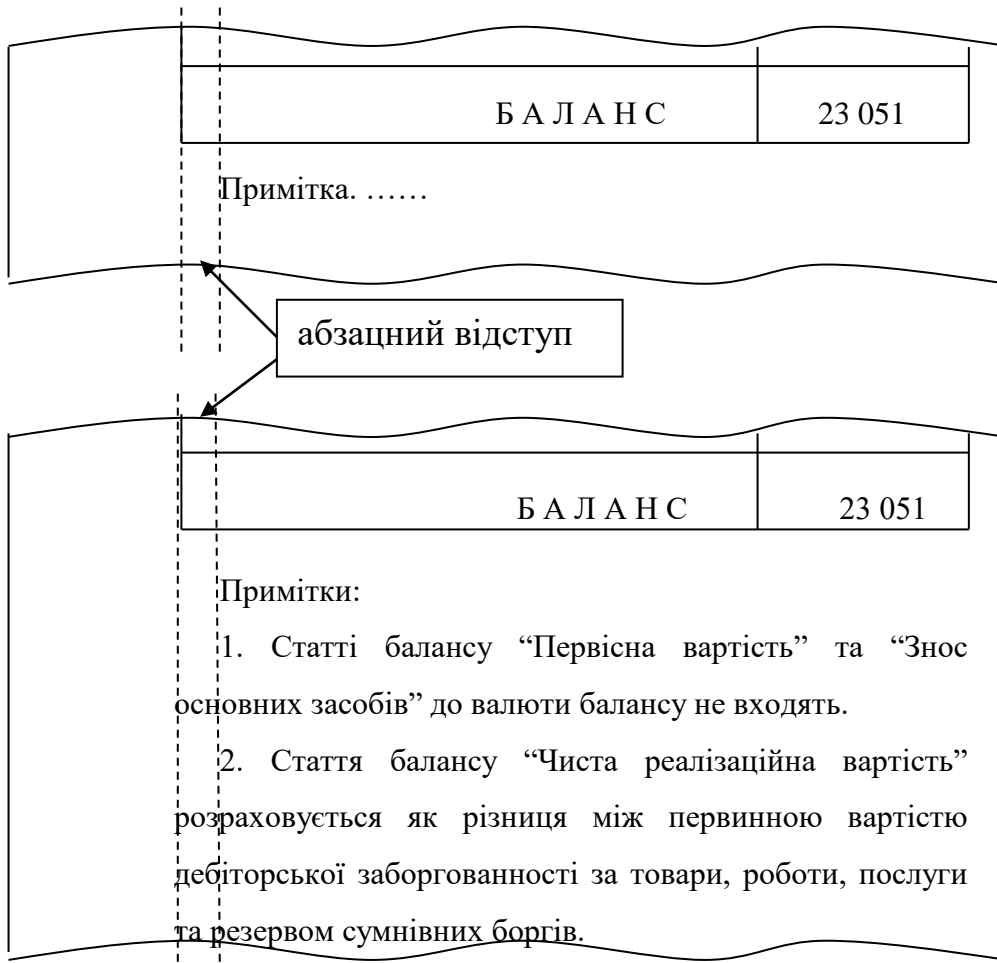 Б А Л А Н С 23 051
Примітка. ……
абзацний відступ
Б А Л А Н С 23 051
Примітки:
1. Статті балансу “Первісна вартість” та “Знос
основних засобів” до валюти балансу не входять.
2. Стаття балансу “Чиста реалізаційна вартість”
розраховується як різниця між первинною вартістю
дебіторської заборгованності за товари, роботи, послуги
та резервом сумнівних боргів.